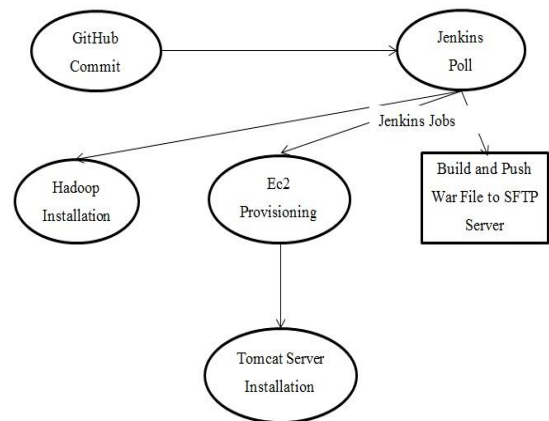 GitHub
Commit
Jenkins
Poll
Jenkins Jobs
Hadoop
Installation
Ec2
Provisioning
Build and Push
War File to SFTP
Server
Tomcat Server
Installation